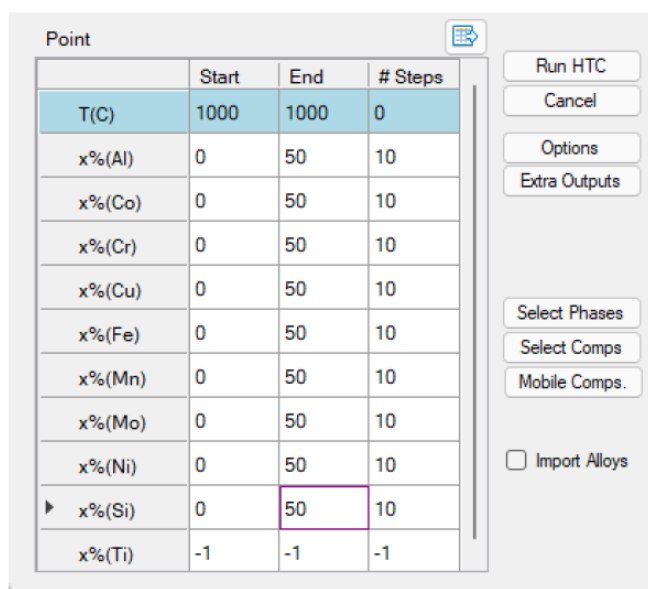 Point
Start End # Steps
T(C) 1000 1000 0
x%(Al) 0 50 10
x%(Co) 0 50 10
x%(Cr) 0 50 10
x%(Cu) 0 50 10
x%(Fe) 0 50 10
x%(Mn) 0 50 10
x%(Mo) 0 50 10
x%(Ni) 0 50 10
x%(Si) 0 50 10
x%(Ti) -1 -1 -1
Run HTC
Cancel
Options
Extra Outputs
Select Phases
Select Comps
Mobile Comps.
Import Alloys